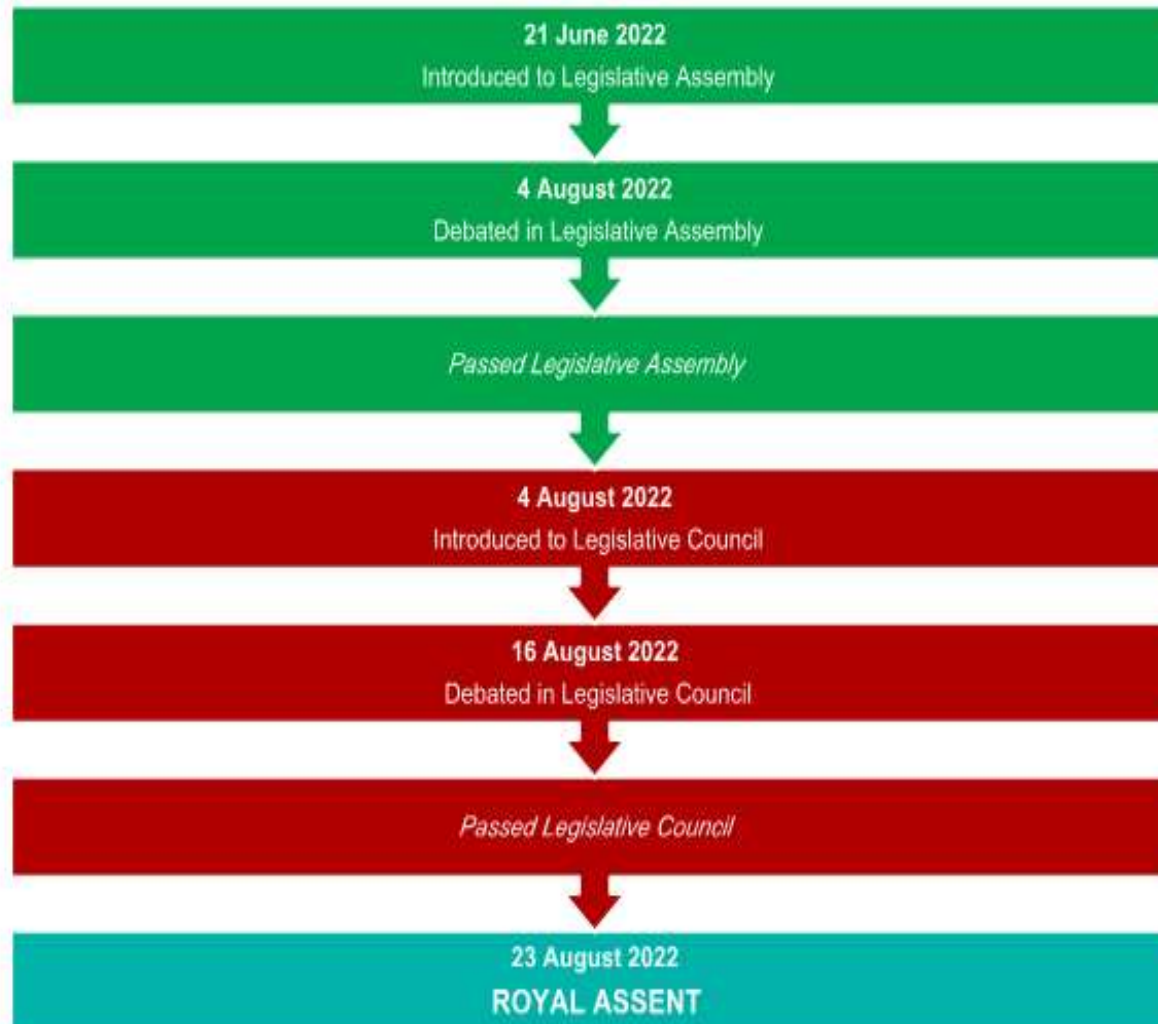 21 June 2022
Introduced to Legislative Assembly
4 August 2022
Debated in Legislative Assembly
Passed Legislative Assembly
4 August 2022
Introduced to Legislative Council
16 August 2022
Debated in Legislative Council
Passed Legislative Council
23 August 2022
ROYAL ASSENT